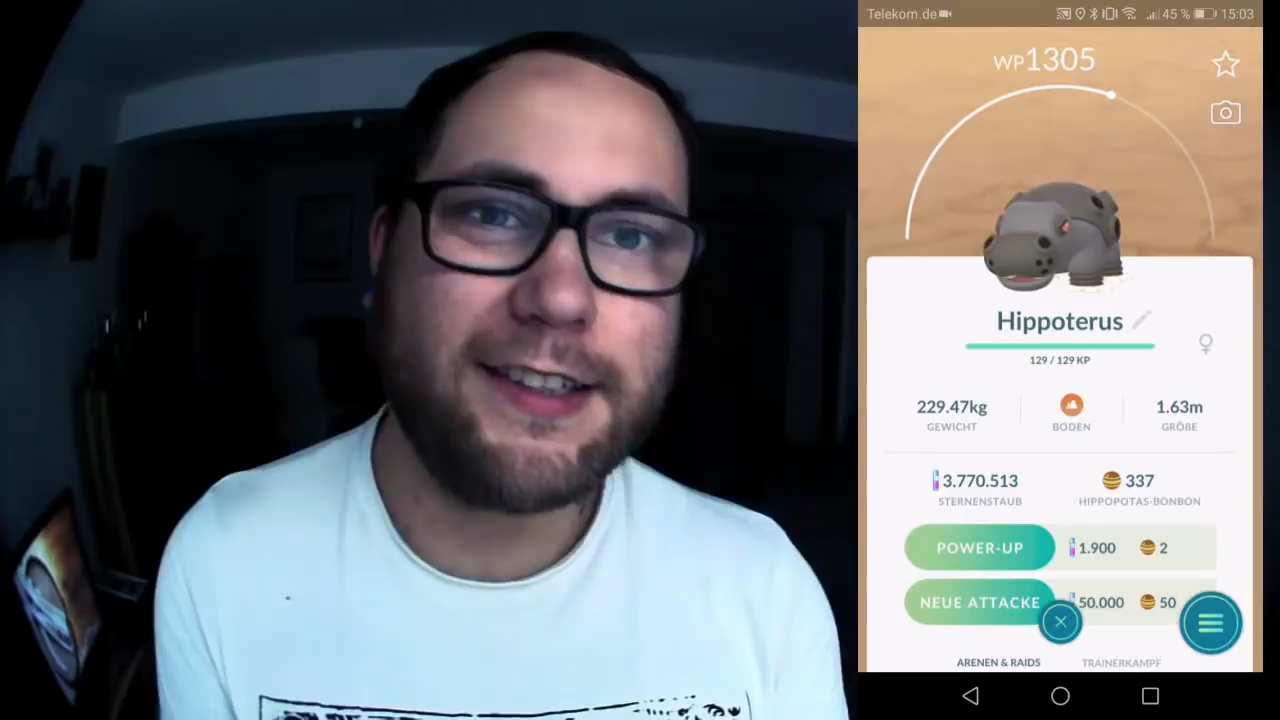 Telekom.de
45 %
15:03
WP1305
Hippoterus
129 / 129 KP
229.47kg
GEWICHT
BODEN
1.63m
GRÖßE
3.770.513
STERNENSTAUB
337
HIPPOPOTAS-BONBON
POWER-UP
1.900
2
NEUE ATTACKE
50.000
50
ARENEN & RAIDS
TRAINERKAMPF